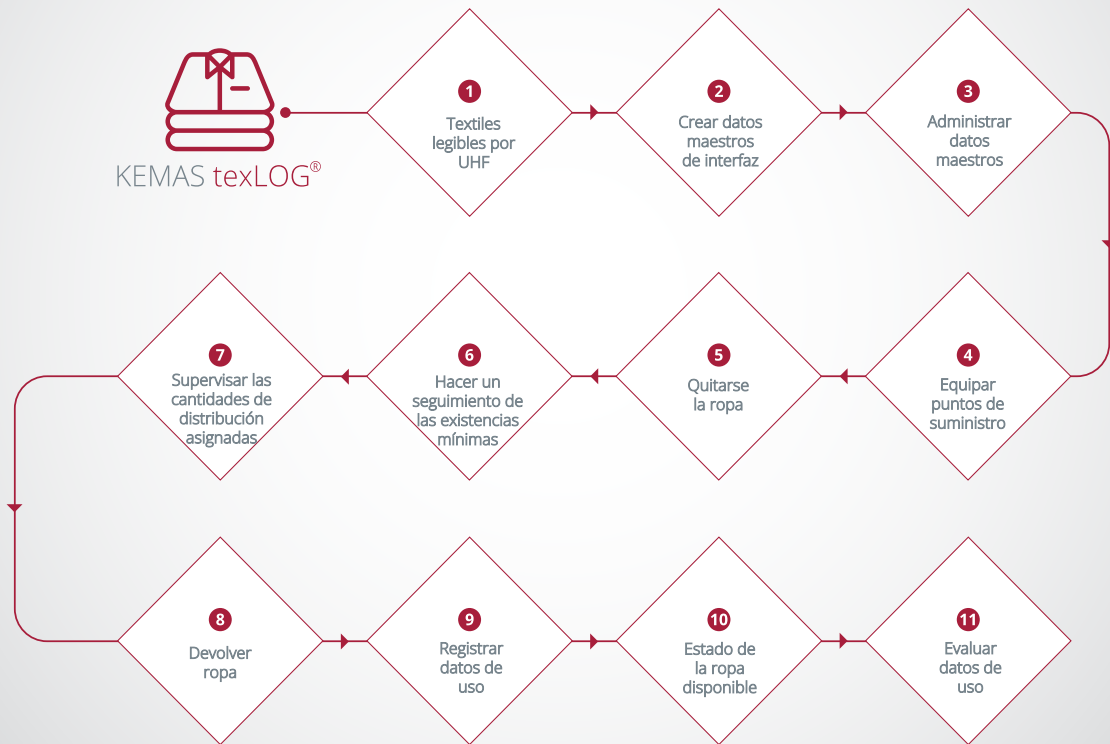 KEMAS texLOG®
1
Textiles
legibles por
UHF
2
Crear datos
maestros
de interfaz
3
Administrar
datos
maestros
4
Equipar
puntos de
suministro
5
Quitarse
la ropa
6
Hacer un
seguimiento de
las existencias
mínimas
7
Supervisar las
cantidades de
distribución
asignadas
8
Devolver
ropa
9
Registrar
datos de
uso
10
Estado de
la ropa
disponible
11
Evaluar
datos de
uso